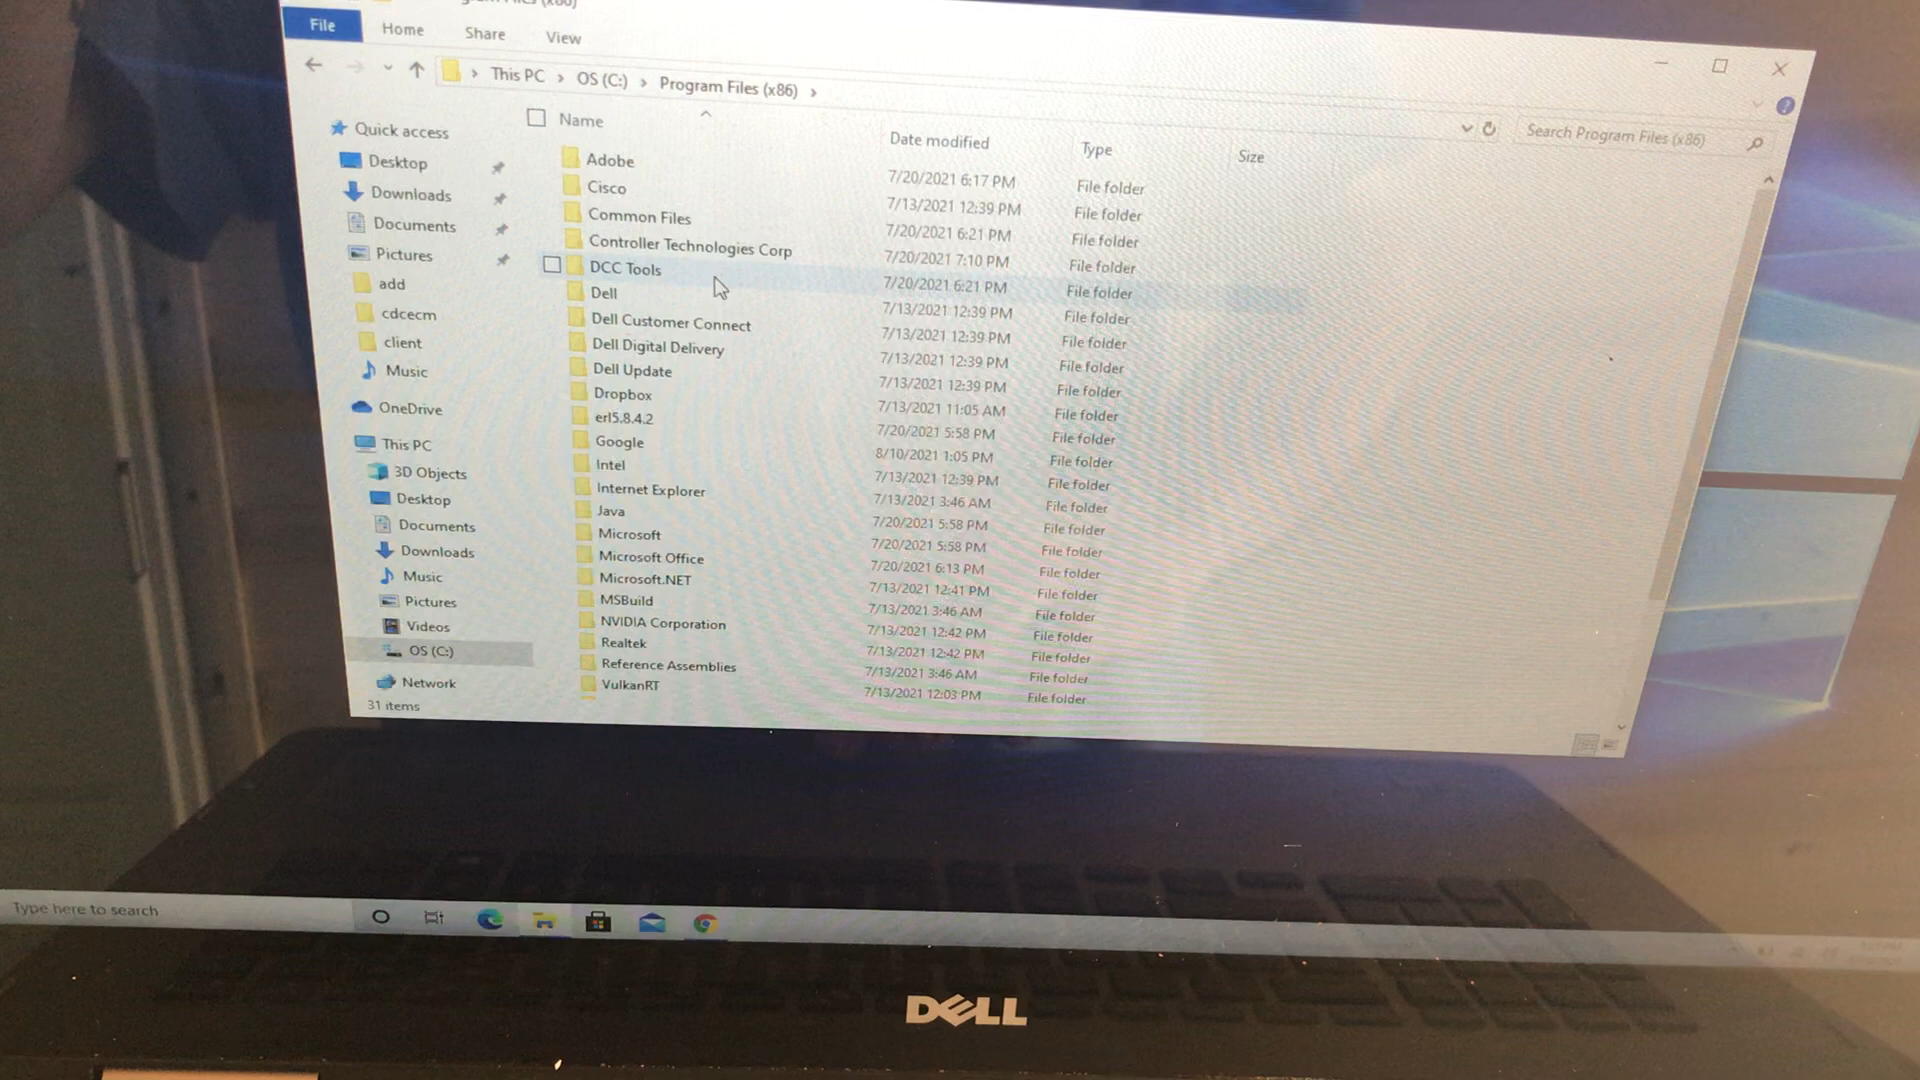 File Home Share View
This PC > OS (C:) > Program Files (x86) >
Search Program Files (x86)
Name Date modified Type Size
Quick access
Desktop
Downloads
Documents
Pictures
add
cdcecm
client
Music
OneDrive
This PC
3D Objects
Desktop
Documents
Downloads
Music
Pictures
Videos
OS (C:)
Network
Adobe 7/20/2021 6:17 PM File folder
Cisco 7/13/2021 12:39 PM File folder
Common Files 7/20/2021 6:21 PM File folder
Controller Technologies Corp 7/20/2021 7:10 PM File folder
DCC Tools 7/20/2021 6:21 PM File folder
Dell 7/13/2021 12:39 PM File folder
Dell Customer Connect 7/13/2021 12:39 PM File folder
Dell Digital Delivery 7/13/2021 12:39 PM File folder
Dell Update 7/13/2021 12:39 PM File folder
Dropbox 7/13/2021 11:05 AM File folder
erl5.8.4.2 7/20/2021 5:58 PM File folder
Google 8/10/2021 1:05 PM File folder
Intel 7/13/2021 12:39 PM File folder
Internet Explorer 7/13/2021 3:46 AM File folder
Java 7/20/2021 5:58 PM File folder
Microsoft 7/20/2021 5:58 PM File folder
Microsoft Office 7/20/2021 6:13 PM File folder
Microsoft.NET 7/13/2021 12:41 PM File folder
MSBuild 7/13/2021 3:46 AM File folder
NVIDIA Corporation 7/13/2021 12:42 PM File folder
Realtek 7/13/2021 12:42 PM File folder
Reference Assemblies 7/13/2021 3:46 AM File folder
VulkanRT 7/13/2021 12:03 PM File folder
31 items
Type here to search
DELL